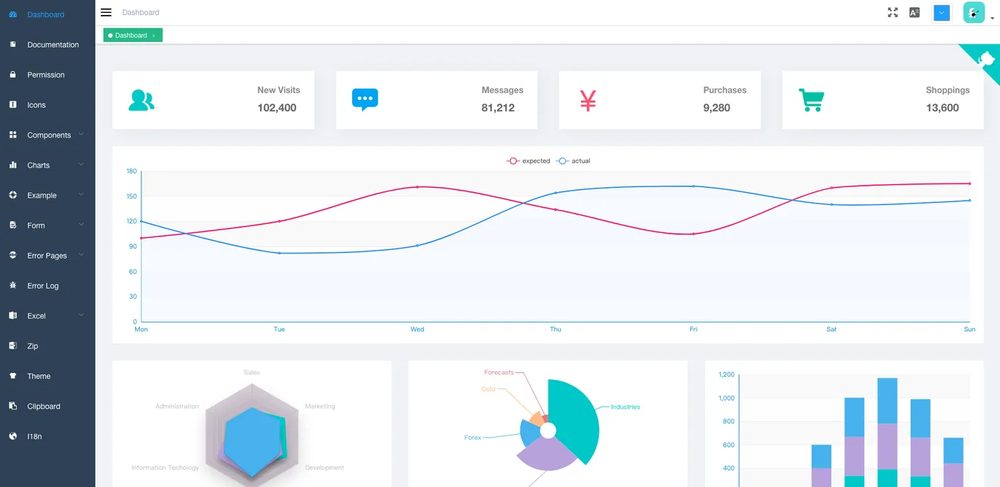 Dashboard
Documentation
Permission
Icons
Components
Charts
Example
Form
Error Pages
Error Log
Excel
Zip
Theme
Clipboard
I18n
Dashboard
Dashboard
New Visits
102,400
Messages
81,212
¥
Purchases
9,280
Shoppings
13,600
expected
actual
180
150
120
90
60
30
0
Mon
Tue
Wed
Thu
Fri
Sat
Sun
Sales
Administration
Marketing
Information Techology
Development
Forecasts
Gold
Forex
Industries
1,200
1,000
800
600
400